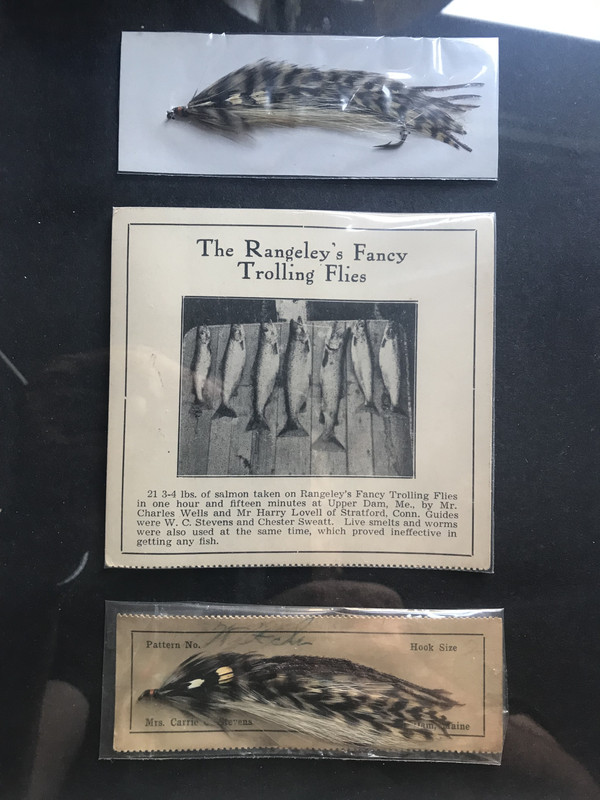 The Rangeley's Fancy
Trolling Flies
21 3-4 lbs. of salmon taken on Rangeley's Fancy Trolling Flies
in one hour and fifteen minutes at Upper Dam, Me., by Mr.
Charles Wells and Mr Harry Lovell of Stratford, Conn. Guides
were W. C. Stevens and Chester Sweatt. Live smelts and worms
were also used at the same time, which proved ineffective in
getting any fish.
Pattern No.
Hook Size
Mrs. Carrie Stevens
Maine